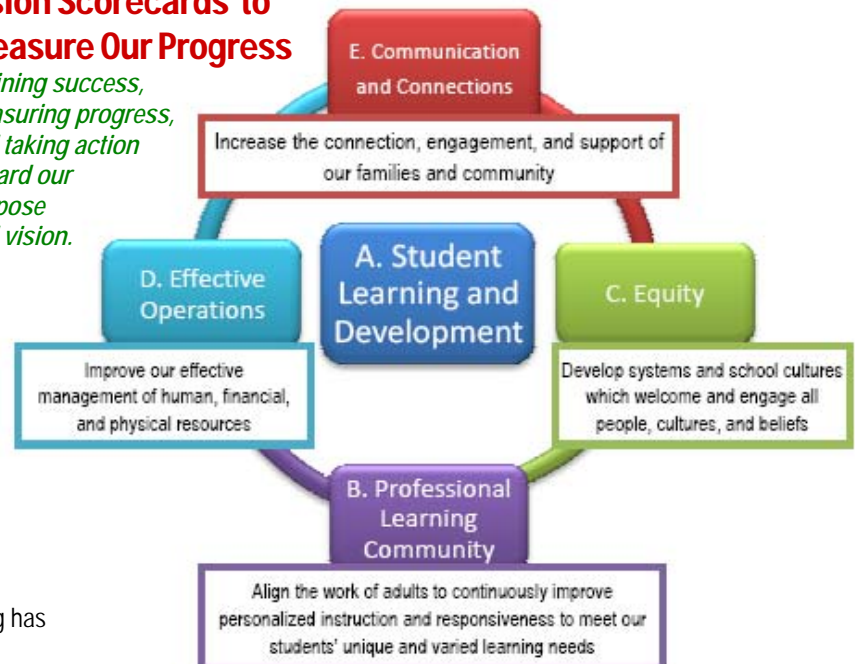 sion Scorecards to
easure Our Progress
ining success,
suring progress,
taking action
ard our
pose
vision.
E. Communication
and Connections
Increase the connection, engagement, and support of
our families and community
D. Effective
Operations
Improve our effective
management of human, financial,
and physical resources
A. Student
Learning and
Development
C. Equity
Develop systems and school cultures
which welcome and engage all
people, cultures, and beliefs
B. Professional
Learning
Community
Align the work of adults to continuously improve
personalized instruction and responsiveness to meet our
students' unique and varied learning needs
g has